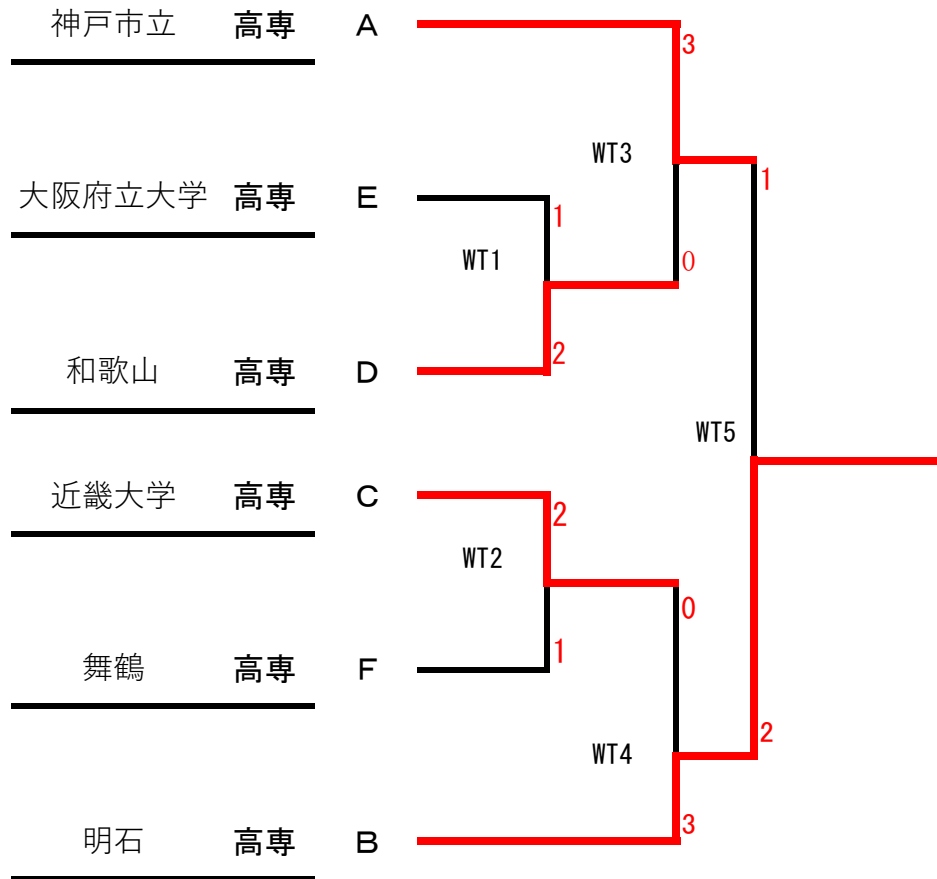 神戸市立 高専 A
3
WT3
1
大阪府立大学 高専 E
1
WT1
0
2
和歌山 高専 D
WT5
近畿大学 高専 C
2
WT2
0
1
舞鶴 高専 F
2
WT4
3
明石 高専 B